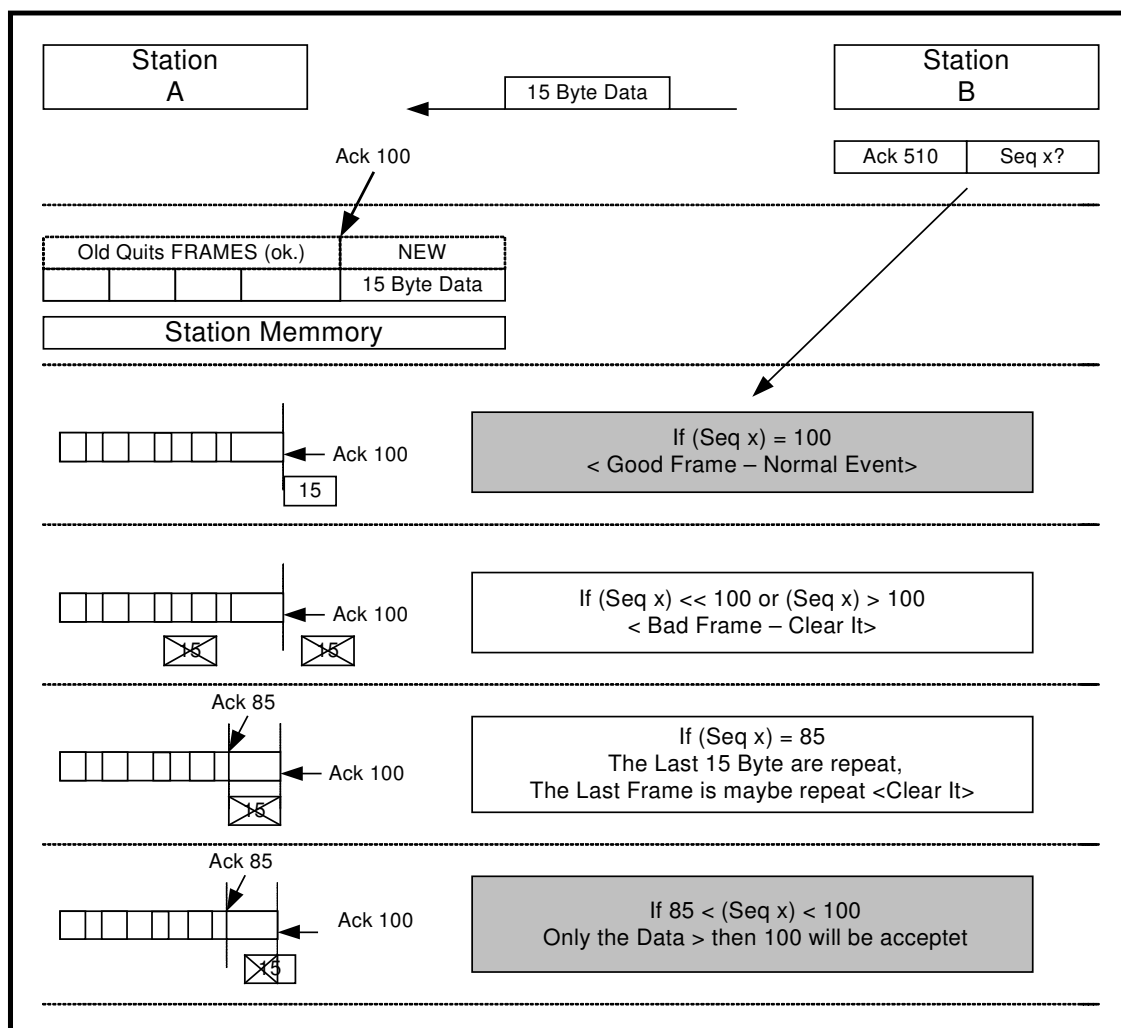 Station
A
15 Byte Data
Station
B
Ack 100
Ack 510
Seq x?
Old Quits FRAMES (ok.)
NEW
15 Byte Data
Station Memmory
Ack 100
15
If (Seq x) = 100
< Good Frame – Normal Event>
Ack 100
15
15
If (Seq x) << 100 or (Seq x) > 100
< Bad Frame – Clear It>
Ack 85
Ack 100
15
If (Seq x) = 85
The Last 15 Byte are repeat,
The Last Frame is maybe repeat <Clear It>
Ack 85
Ack 100
15
If 85 < (Seq x) < 100
Only the Data > then 100 will be acceptet